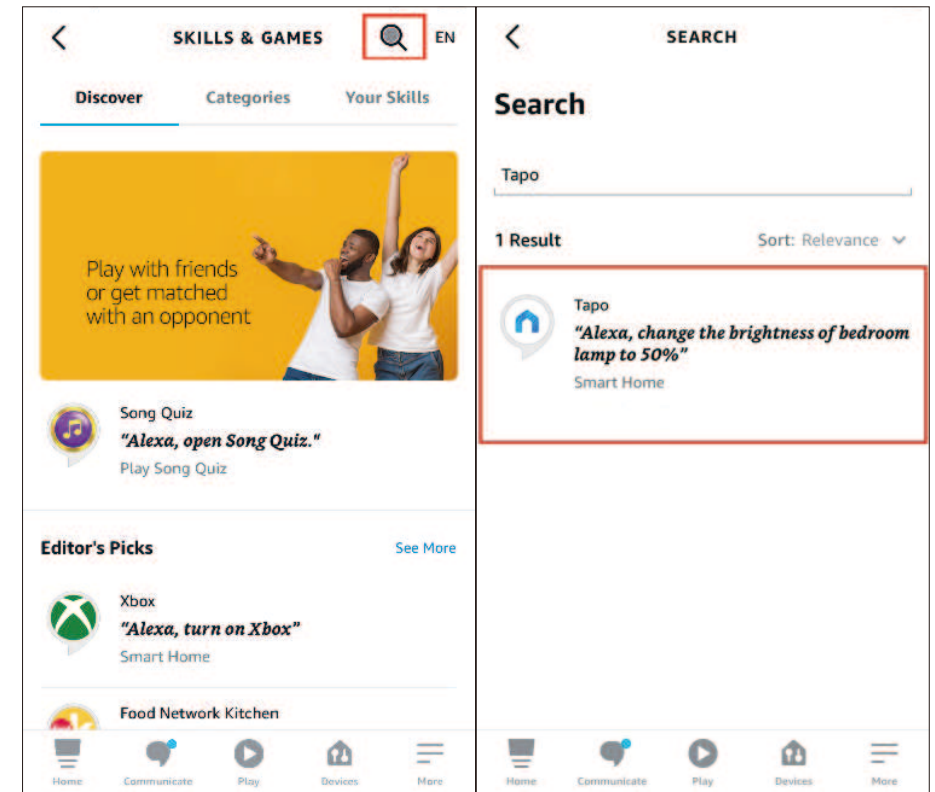 SKILLS & GAMES
EN
Discover
Categories
Your Skills
Play with friends
or get matched
with an opponent
Song Quiz
"Alexa, open Song Quiz."
Play Song Quiz
Editor's Picks
See More
Xbox
"Alexa, turn on Xbox"
Smart Home
Food Network Kitchen
Home
Communicate
Play
Devices
More
SEARCH
Search
Tapo
1 Result
Sort: Relevance
Tapo
"Alexa, change the brightness of bedroom
lamp to 50%"
Smart Home
Home
Communicate
Play
Devices
More